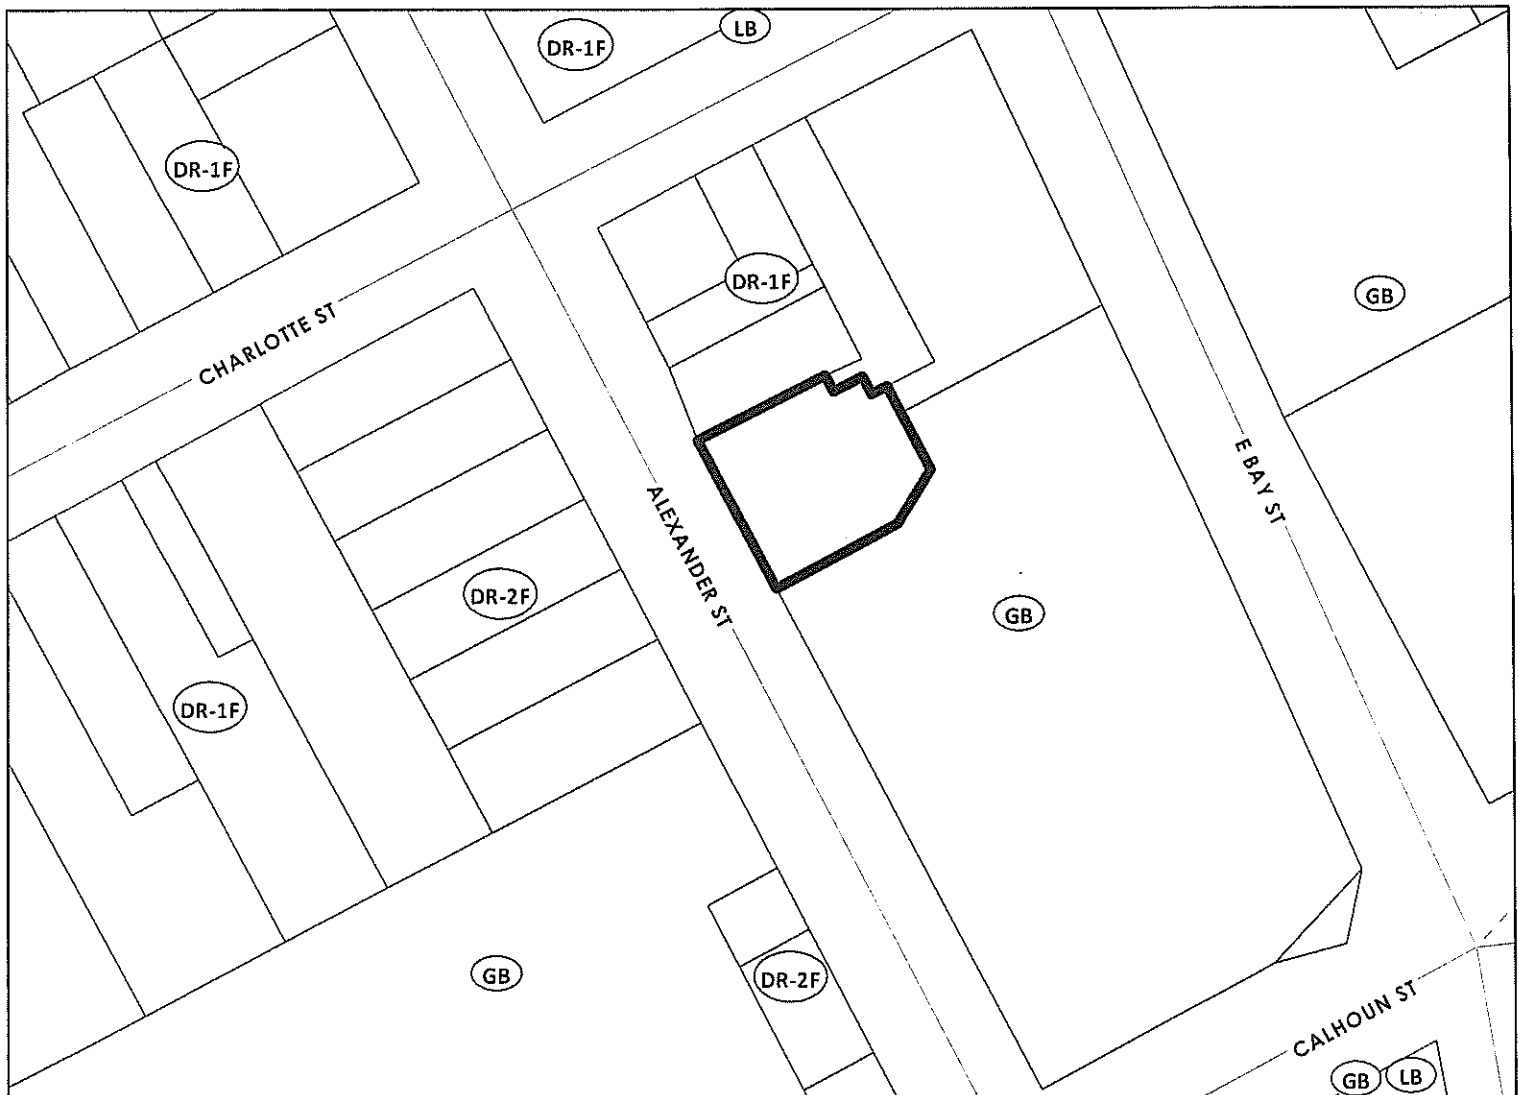 LB
DR-1F
DR-1F
DR-1F
GB
CHARLOTTE ST
E BAY ST
ALEXANDER ST
DR-2F
GB
DR-1F
GB
DR-2F
CALHOUN ST
GB
LB